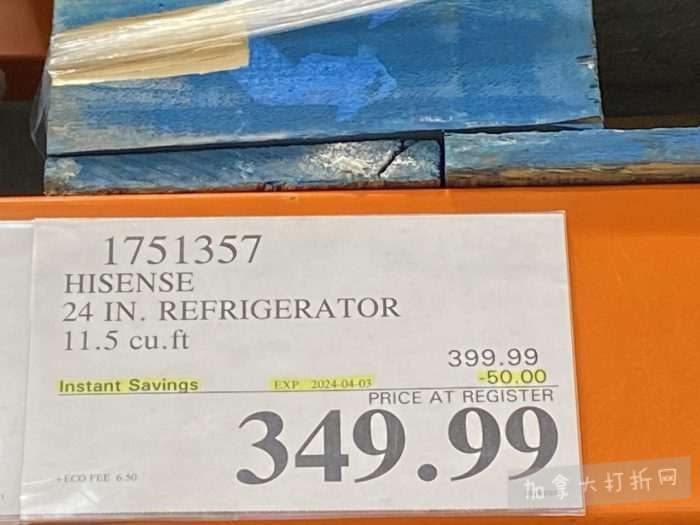 1751357
HISENSE
24 IN. REFRIGERATOR
11.5 cu.ft
399.99
Instant Savings EXP 2024-04-03 -50.00
PRICE AT REGISTER
349.99
+ECO FEE 6.50
加拿大打折网